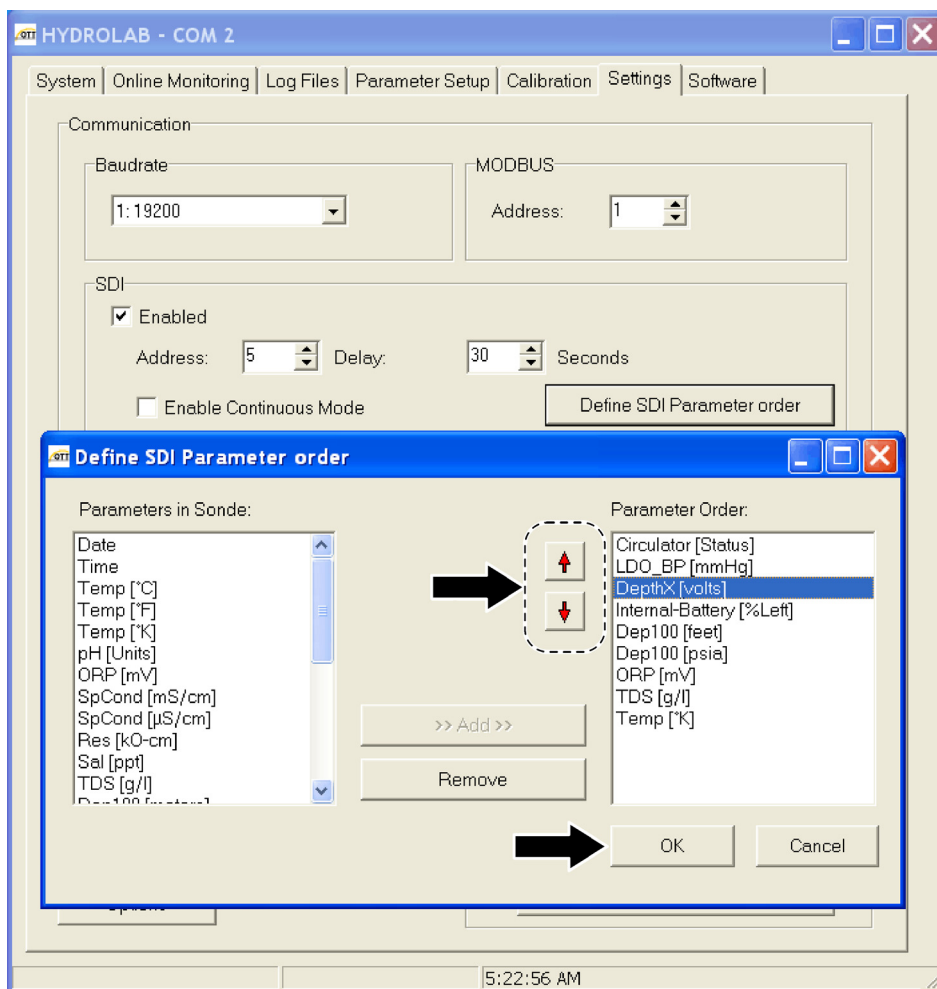 OTT HYDROLAB - COM 2
System Online Monitoring Log Files Parameter Setup Calibration Settings Software
Communication
Baudrate
MODBUS
1: 19200
Address: 1
SDI
Enabled
Address: 5 Delay: 30 Seconds
Enable Continuous Mode
Define SDI Parameter order
OTT Define SDI Parameter order
Parameters in Sonde:
Date
Time
Temp [°C]
Temp [°F]
Temp [°K]
pH [Units]
ORP [mV]
SpCond [mS/cm]
SpCond [µS/cm]
Res [kO-cm]
Sal [ppt]
TDS [g/l]
>> Add >>
Remove
Parameter Order:
Circulator [Status]
LDO_BP [mmHg]
DepthX [volts]
Internal-Battery [%Left]
Dep100 [feet]
Dep100 [psia]
ORP [mV]
TDS [g/l]
Temp [°K]
OK Cancel
5:22:56 AM